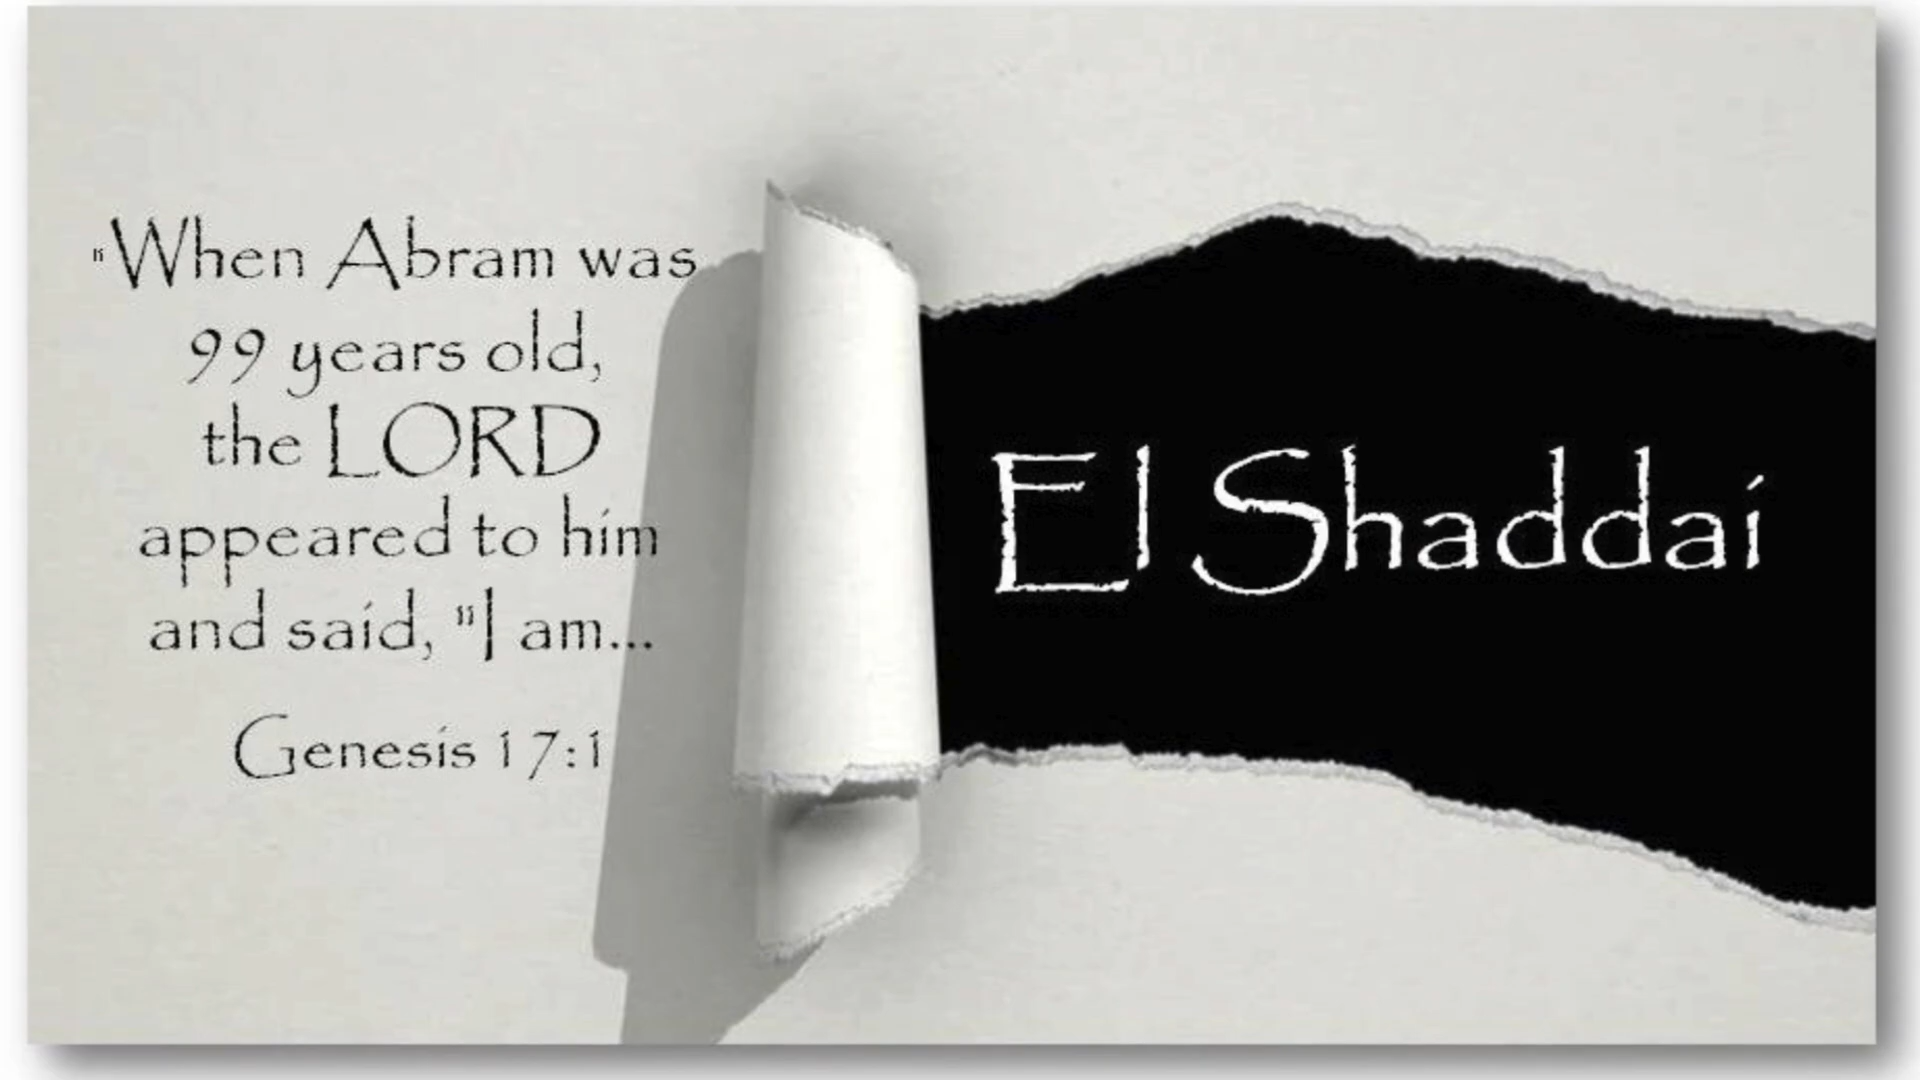 "When Abram was
99 years old,
the LORD
appeared to him
and said, "I am...
Genesis 17:1
El Shaddai